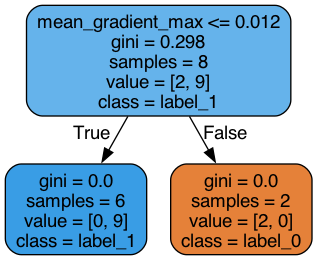 mean_gradient_max <= 0.012
gini = 0.298
samples = 8
value = [2, 9]
class = label_1
True
False
gini = 0.0
samples = 6
value = [0, 9]
class = label_1
gini = 0.0
samples = 2
value = [2, 0]
class = label_0